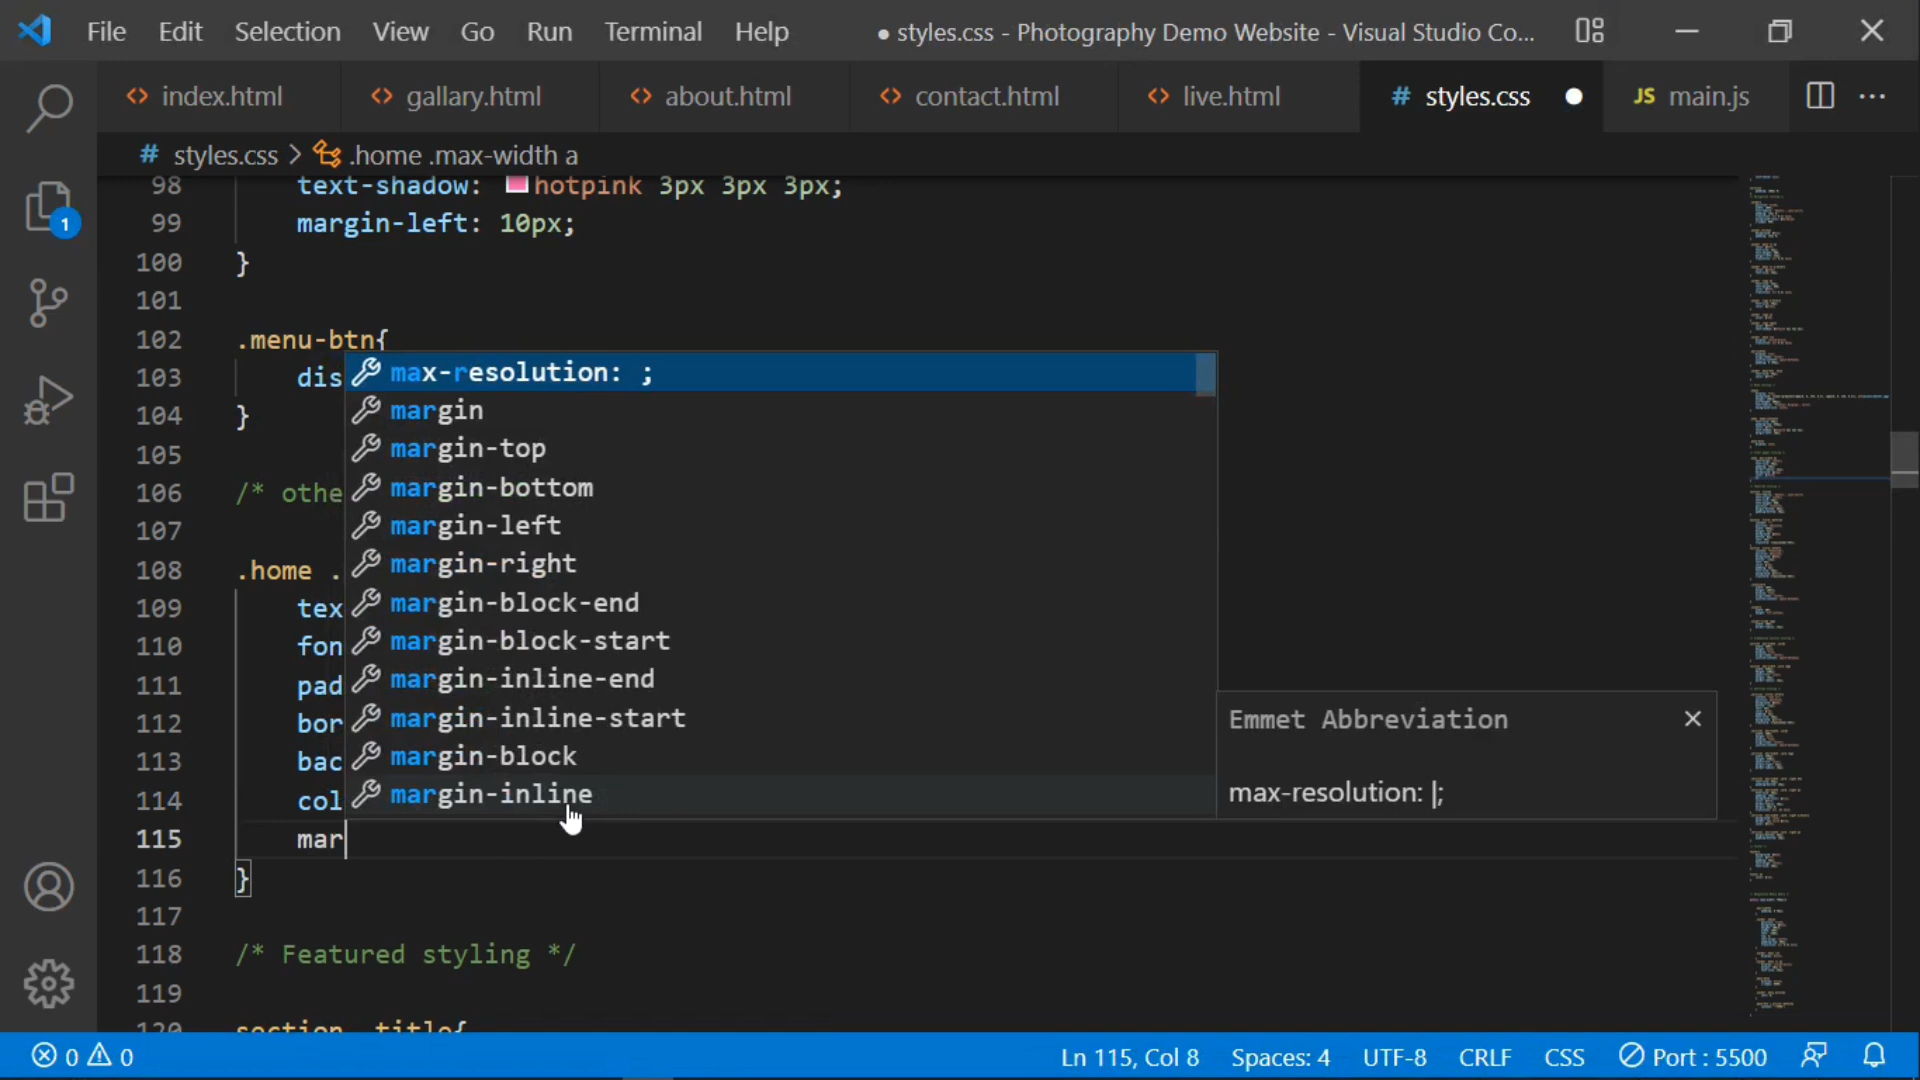 File Edit Selection View Go Run Terminal Help ● styles.css - Photography Demo Website - Visual Studio Co...
<> index.html <> gallary.html <> about.html <> contact.html <> live.html # styles.css ● JS main.js ...
# styles.css > .home .max-width a
98 text-shadow: hotpink 3px 3px 3px;
99 margin-left: 10px;
100 }
101
102 .menu-btn{
103 dis
max-resolution: ;
margin
104 }
margin-top
105
margin-bottom
106 /* othe
margin-left
107
margin-right
108 .home .
margin-block-end
109 tex
margin-block-start
110 fon
margin-inline-end
111 pad
margin-inline-start
112 bor
margin-block
113 bac
margin-inline
114 col
Emmet Abbreviation
max-resolution: |;
115 mar
116 }
117
118 /* Featured styling */
119
120 section .title{
1
0 0 Ln 115, Col 8 Spaces: 4 UTF-8 CRLF CSS Port : 5500